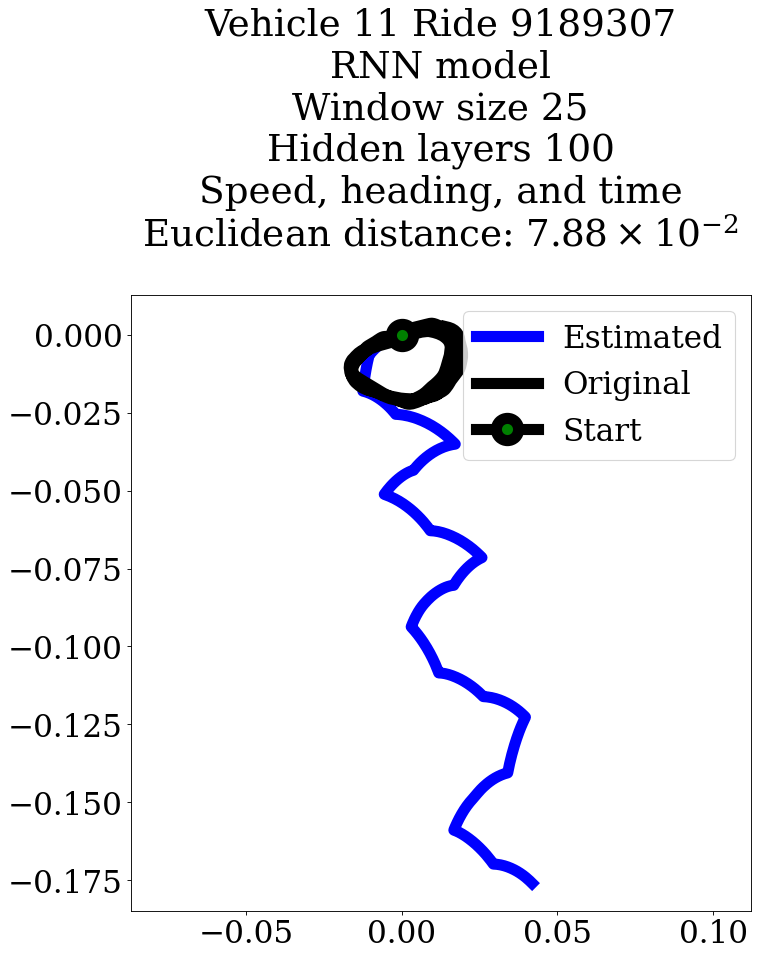 Vehicle 11 Ride 9189307
RNN model
Window size 25
Hidden layers 100
Speed, heading, and time
Euclidean distance: 7.88 × 10⁻²
Estimated
Original
Start
0.000
−0.025
−0.050
−0.075
−0.100
−0.125
−0.150
−0.175
−0.05 0.00 0.05 0.10